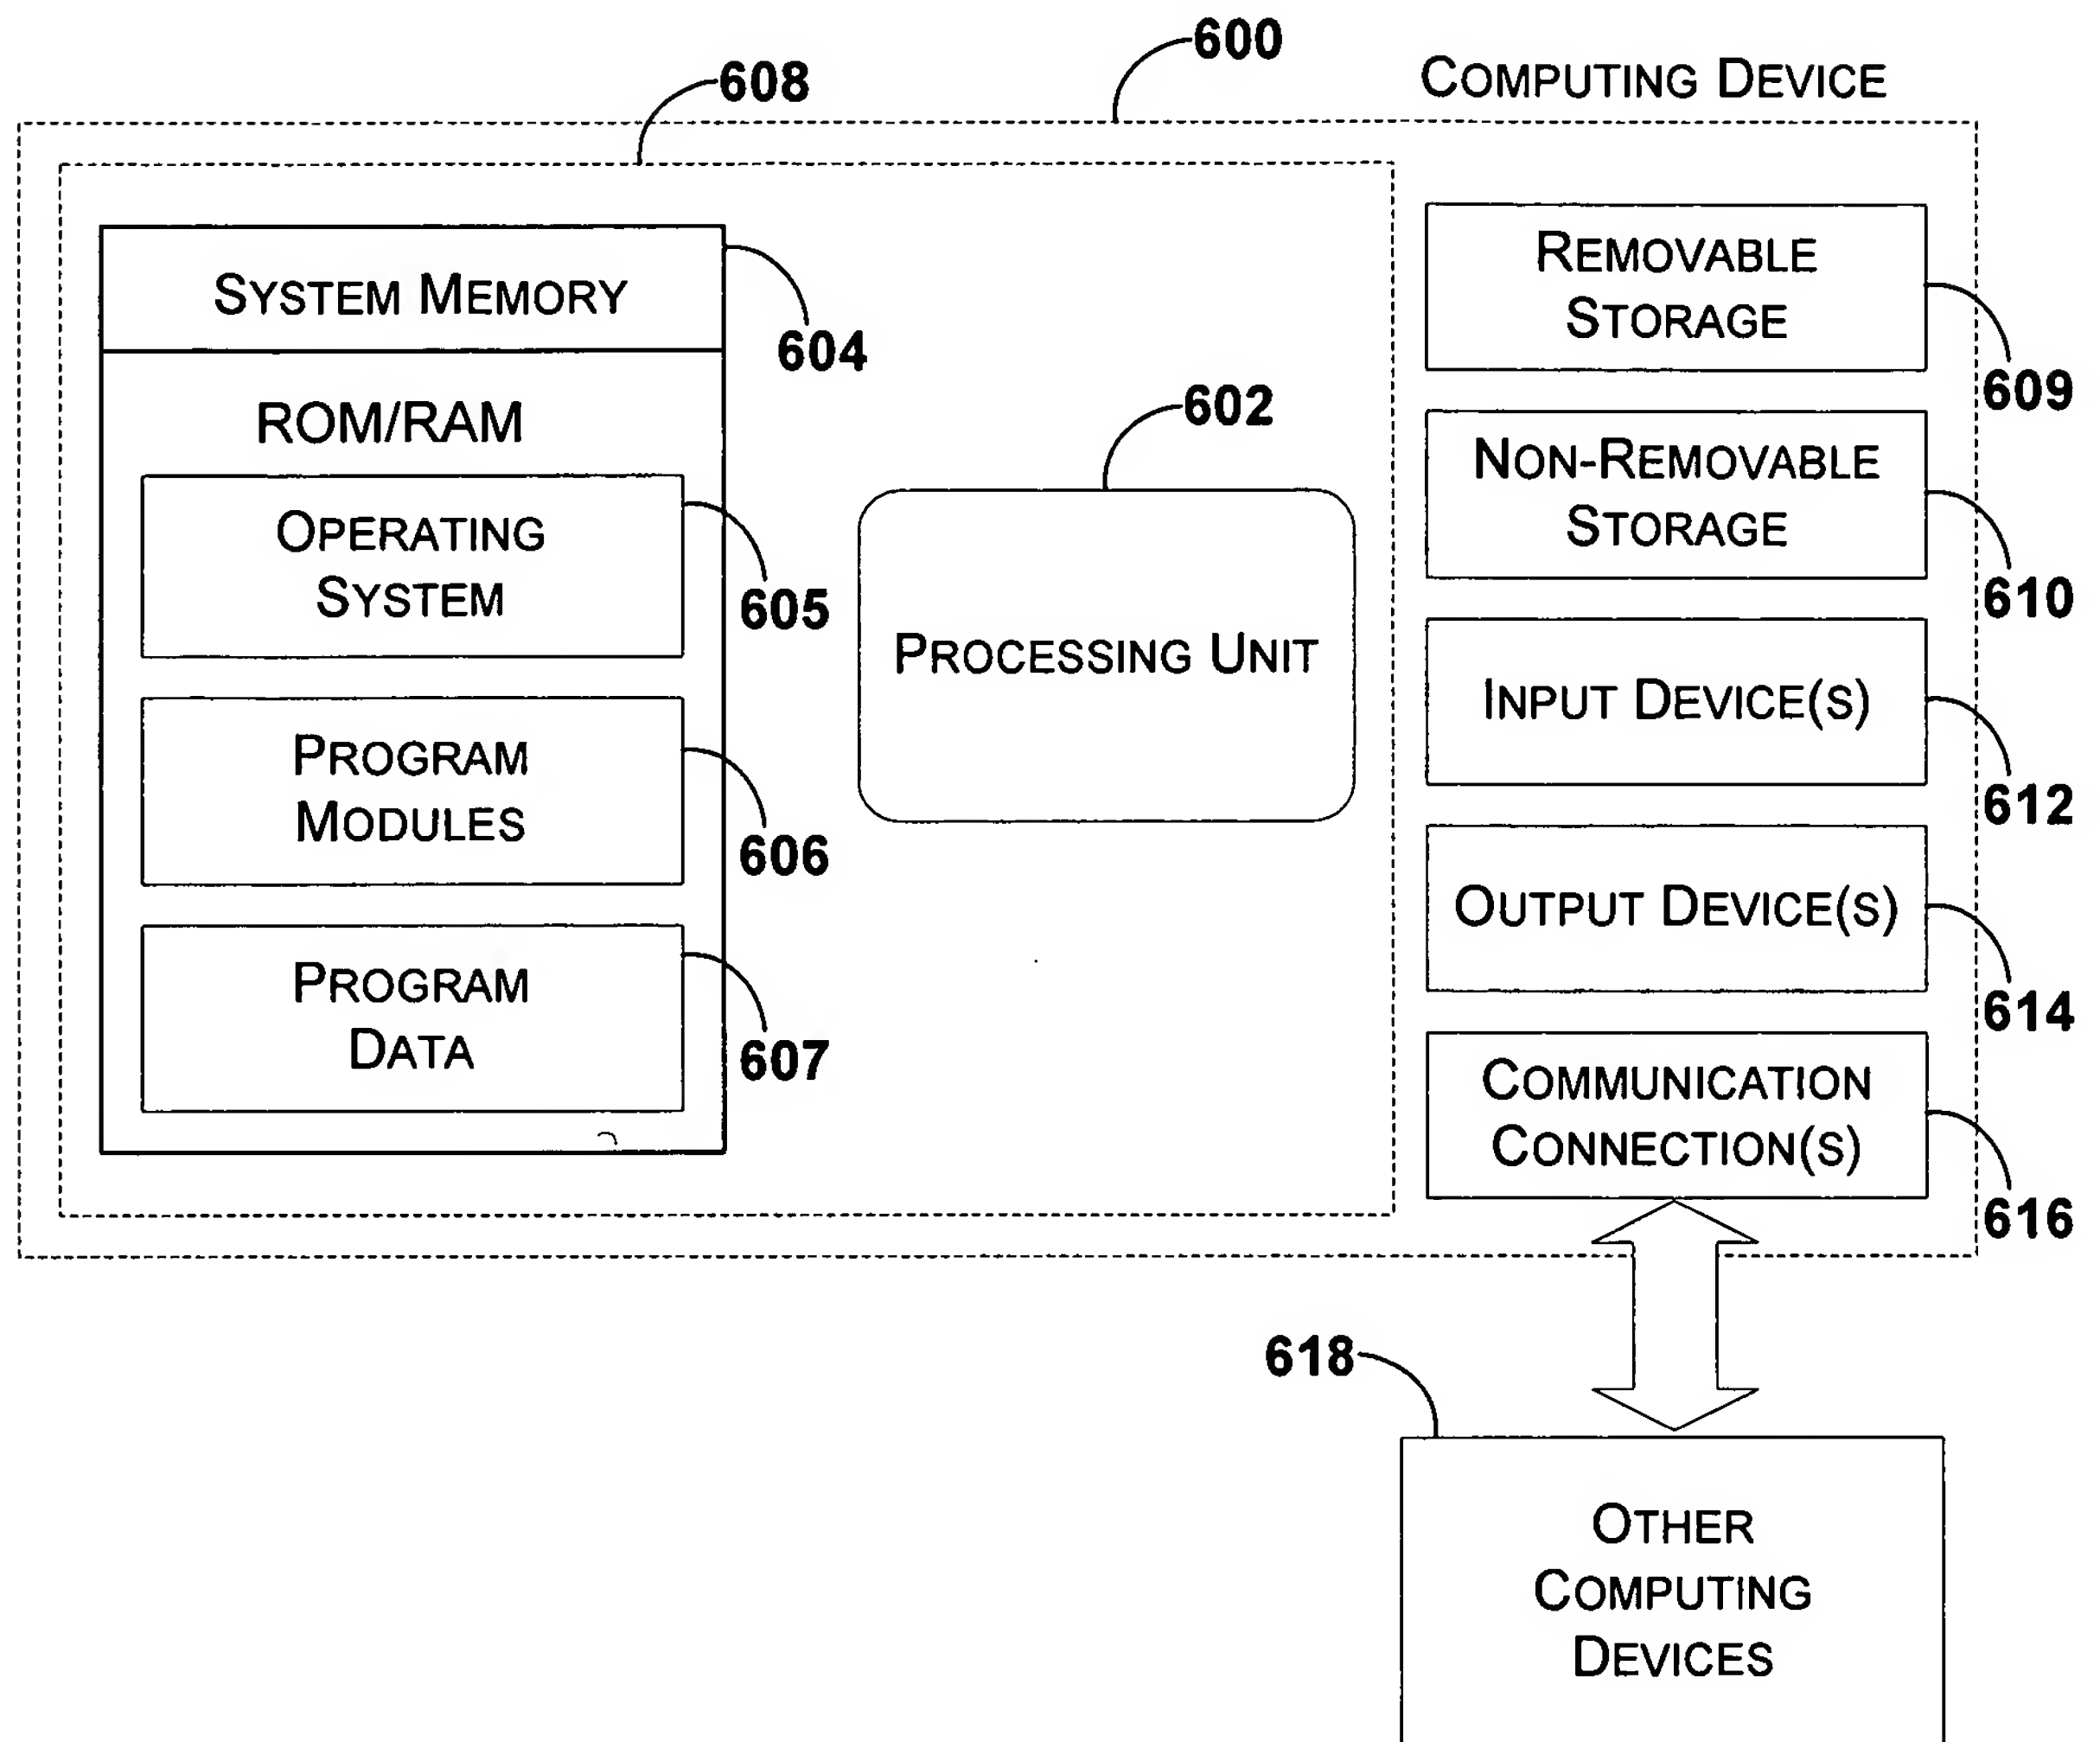 600
COMPUTING DEVICE
608
SYSTEM MEMORY
604
ROM/RAM
OPERATING
SYSTEM
605
PROGRAM
MODULES
606
PROGRAM
DATA
607
602
PROCESSING UNIT
REMOVABLE
STORAGE
609
NON-REMOVABLE
STORAGE
610
INPUT DEVICE(S)
612
OUTPUT DEVICE(S)
614
COMMUNICATION
CONNECTION(S)
616
618
OTHER
COMPUTING
DEVICES